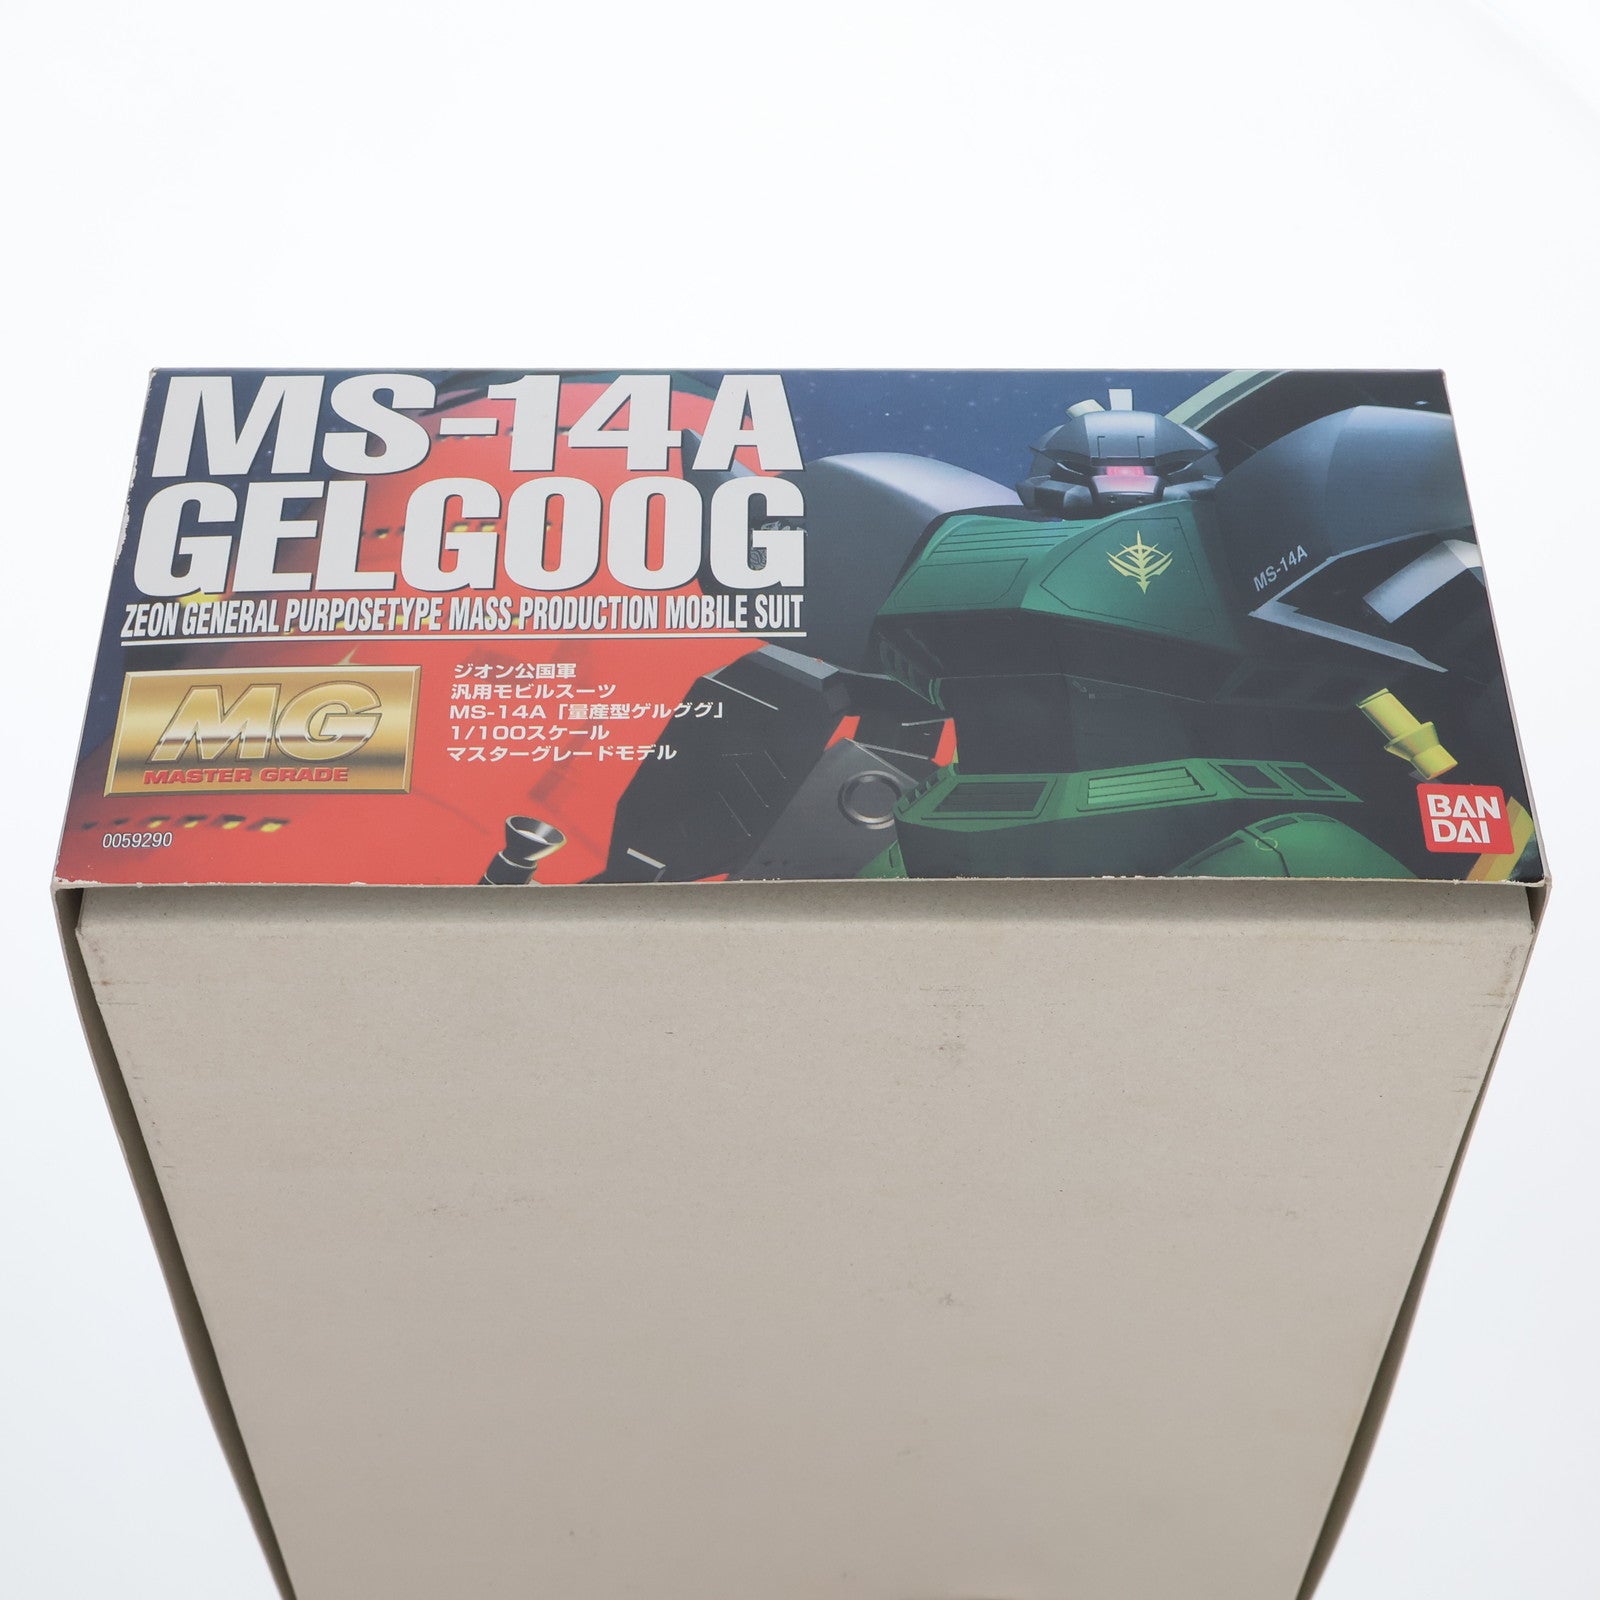 MS-14A
GELGOOG
ZEON GENERAL PURPOSETYPE MASS PRODUCTION MOBILE SUIT
MG
MASTER GRADE
ジオン公国軍
汎用モビルスーツ
MS-14A「量産型ゲルググ」
1/100スケール
マスターグレードモデル
0059290
MS-14A
BAN
DAI